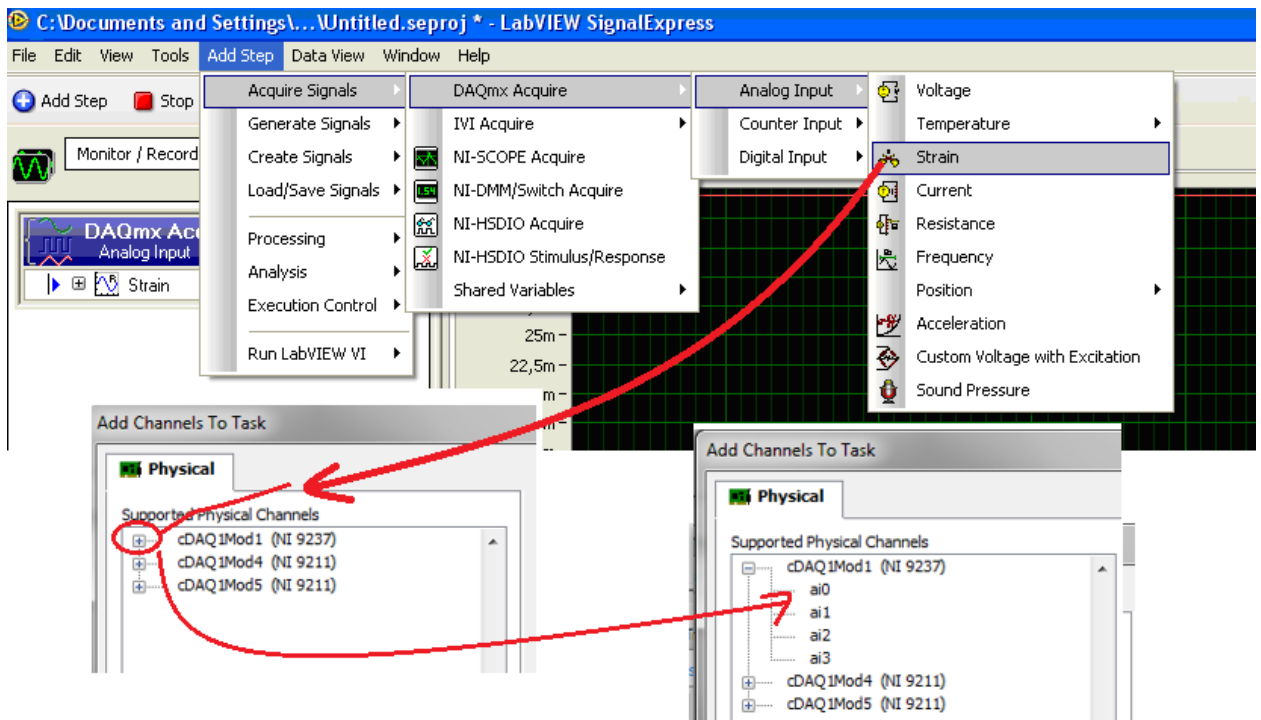 C:\Documents and Settings\...\Untitled.seproj * - LabVIEW SignalExpress
File Edit View Tools Add Step Data View Window Help
Add Step Stop
Monitor / Record
DAQmx Acq
Analog Input
Strain
Acquire Signals
Generate Signals
Create Signals
Load/Save Signals
Processing
Analysis
Execution Control
Run LabVIEW VI
DAQmx Acquire
IVI Acquire
NI-SCOPE Acquire
NI-DMM/Switch Acquire
NI-HSDIO Acquire
NI-HSDIO Stimulus/Response
Shared Variables
Analog Input
Counter Input
Digital Input
Voltage
Temperature
Strain
Current
Resistance
Frequency
Position
Acceleration
Custom Voltage with Excitation
Sound Pressure
25m
22,5m
m
Add Channels To Task
Physical
Supported Physical Channels
cDAQ1Mod1 (NI 9237)
cDAQ1Mod4 (NI 9211)
cDAQ1Mod5 (NI 9211)
Add Channels To Task
Physical
Supported Physical Channels
cDAQ1Mod1 (NI 9237)
ai0
ai1
ai2
ai3
cDAQ1Mod4 (NI 9211)
cDAQ1Mod5 (NI 9211)